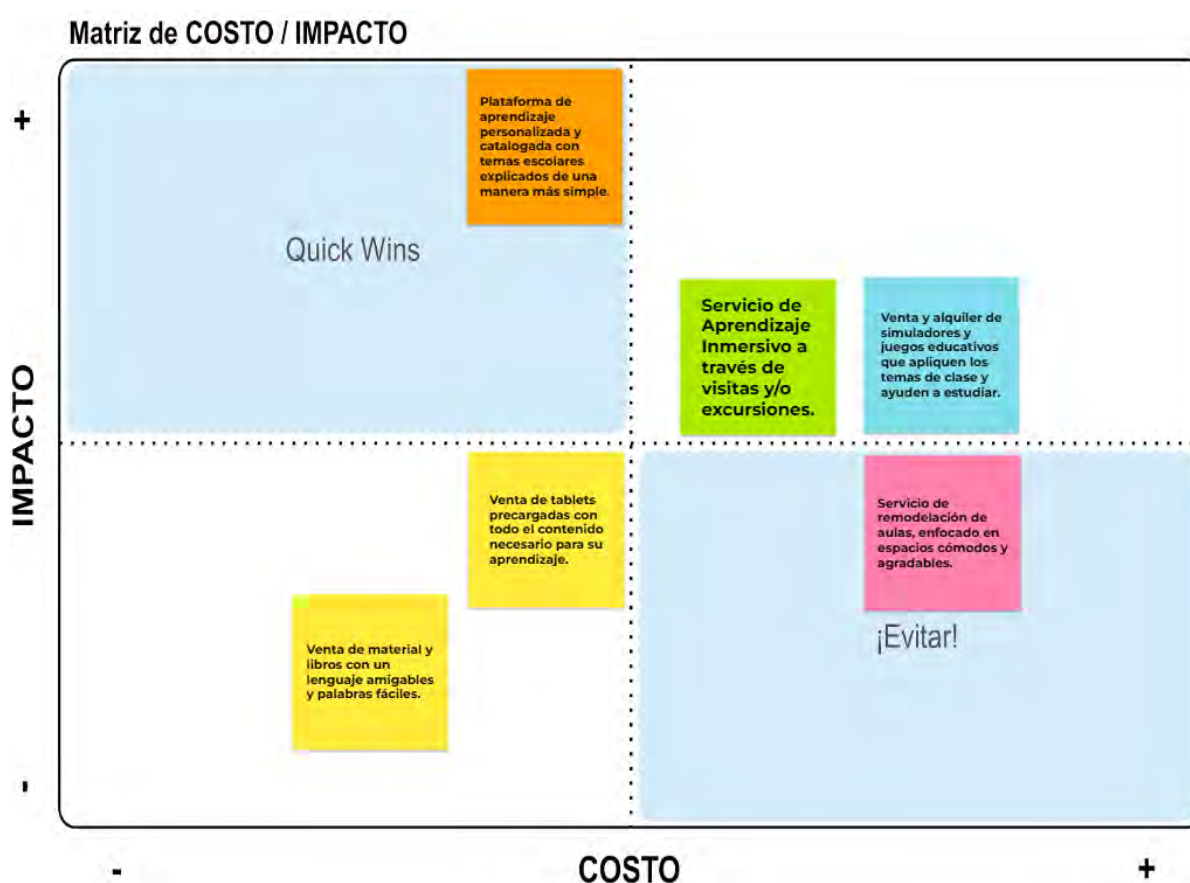 Matriz de COSTO / IMPACTO
+
IMPACTO
-
Quick Wins
Plataforma de
aprendizaje
personalizada y
catalogada con
temas escolares
explicados de una
manera más simple.
Servicio de
Aprendizaje
Inmersivo a
través de
visitas y/o
excursiones.
Venta y alquiler de
simuladores y
juegos educativos
que apliquen los
temas de clase y
ayuden a estudiar.
Venta de tablets
precargadas con
todo el contenido
necesario para su
aprendizaje.
Venta de material y
libros con un
lenguaje amigables
y palabras fáciles.
Servicio de
remodelación de
aulas, enfocado en
espacios cómodos y
agradables.
¡Evitar!
-
COSTO
+